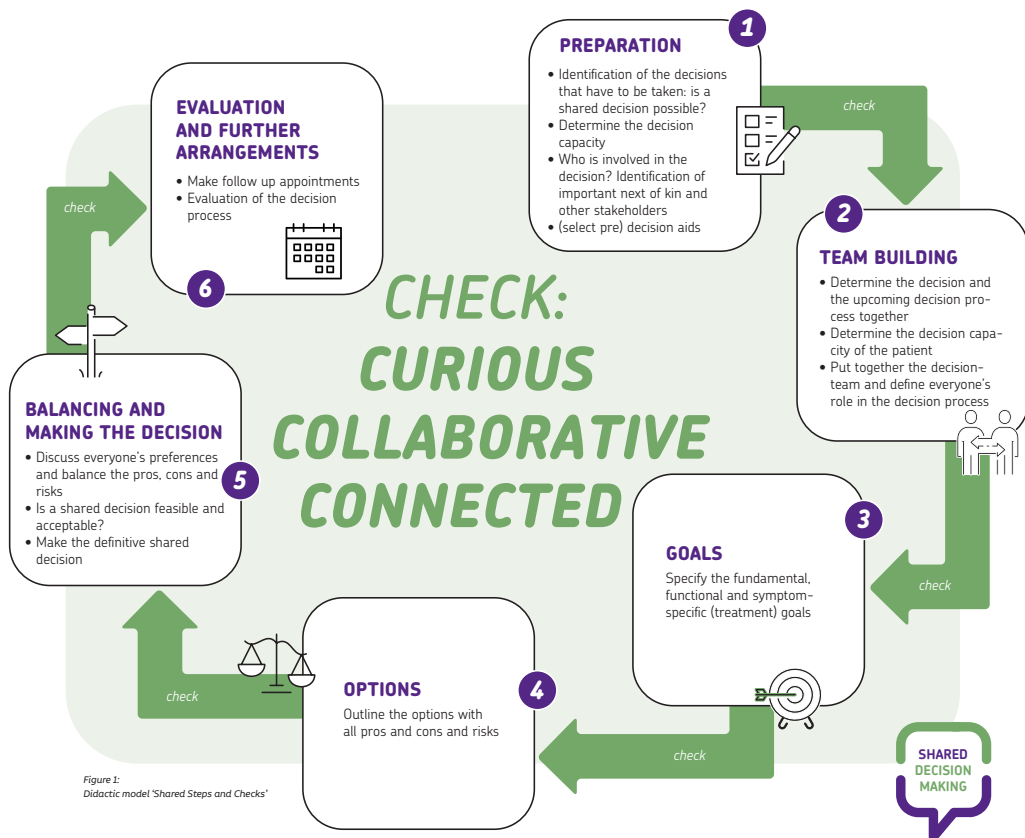 1
PREPARATION
• Identification of the decisions
that have to be taken: is a
shared decision possible?
• Determine the decision
capacity
• Who is involved in the
decision? Identification of
important next of kin and
other stakeholders
• (select pre) decision aids
check
2
TEAM BUILDING
• Determine the decision and
the upcoming decision pro-
cess together
• Determine the decision capa-
city of the patient
• Put together the decision-
team and define everyone's
role in the decision process
check
3
GOALS
Specify the fundamental,
functional and symptom-
specific (treatment) goals
check
4
OPTIONS
Outline the options with
all pros and cons and risks
check
5
BALANCING AND
MAKING THE DECISION
• Discuss everyone's preferences
and balance the pros, cons and
risks
• Is a shared decision feasible and
acceptable?
• Make the definitive shared
decision
check
6
EVALUATION
AND FURTHER
ARRANGEMENTS
• Make follow up appointments
• Evaluation of the decision
process
CHECK:
CURIOUS
COLLABORATIVE
CONNECTED
Figure 1:
Didactic model 'Shared Steps and Checks'
SHARED
DECISION
MAKING